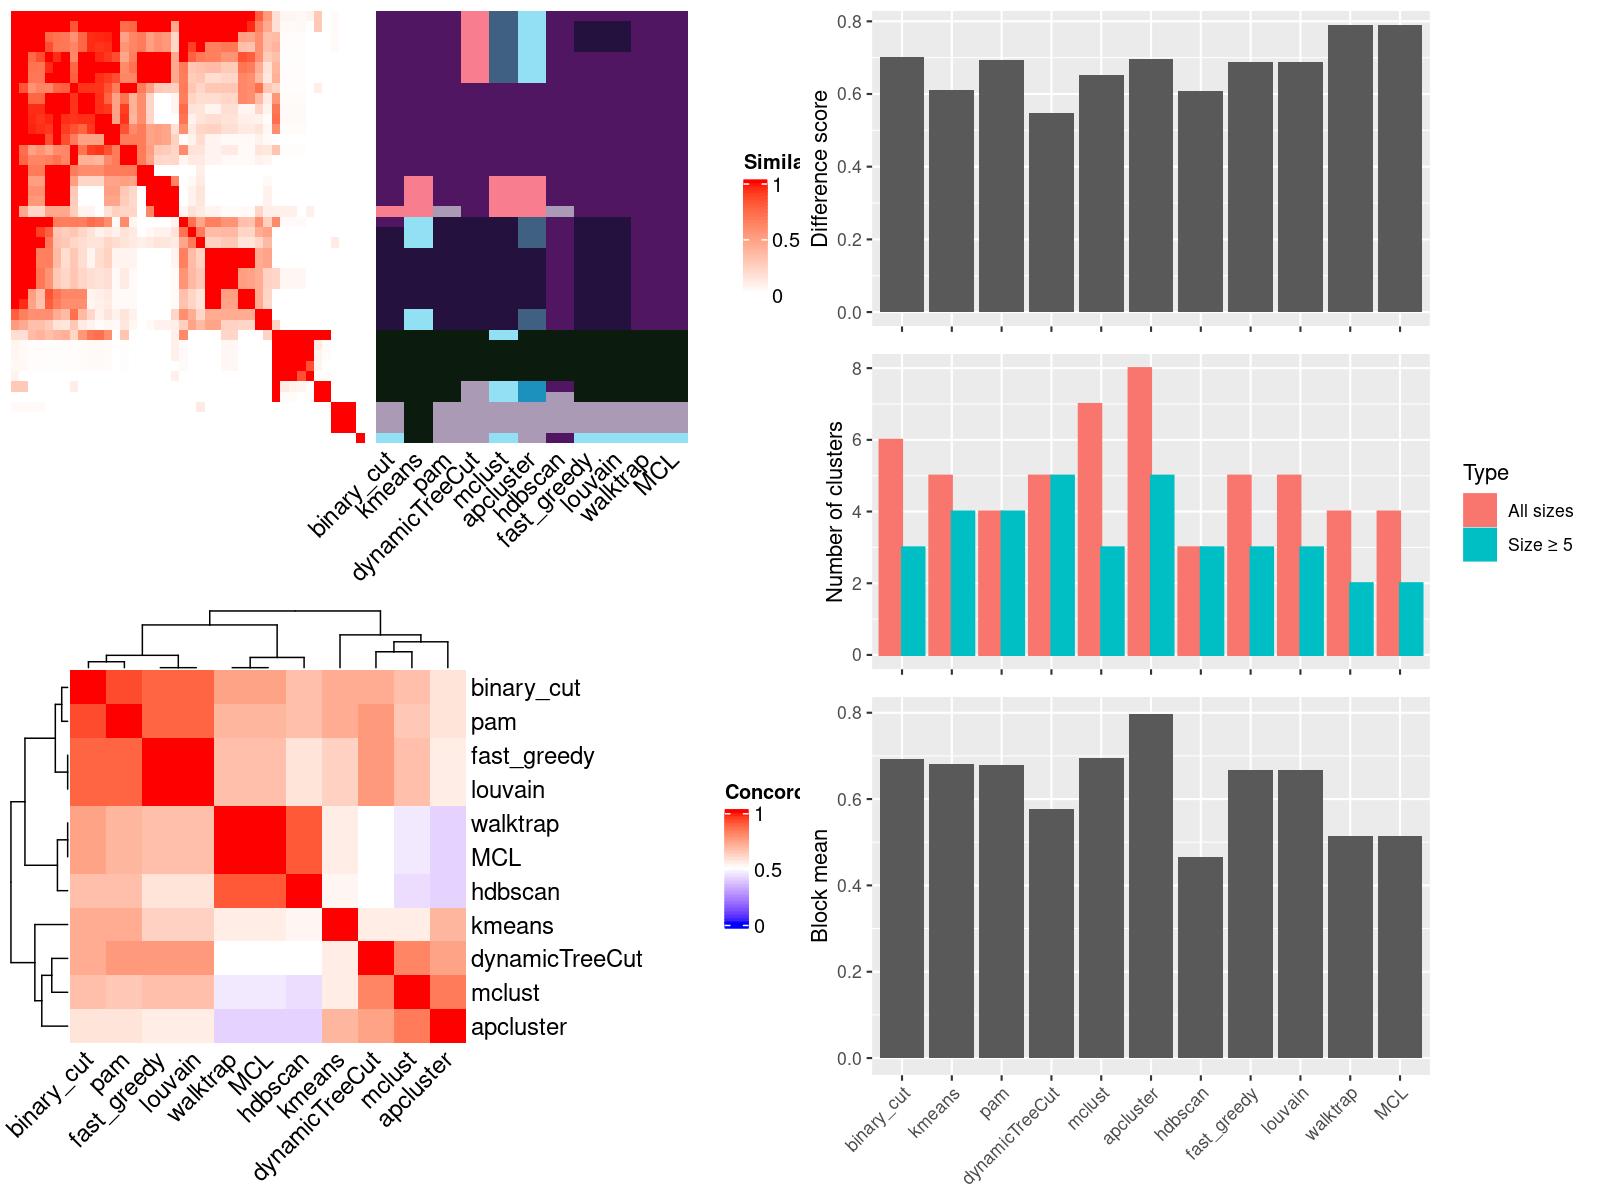 Simila
1
0.5
0
binary_cut
kmeans
pam
dynamicTreeCut
mclust
apcluster
hdbscan
fast_greedy
louvain
walktrap
MCL
binary_cut
pam
fast_greedy
louvain
walktrap
MCL
hdbscan
kmeans
dynamicTreeCut
mclust
apcluster
binary_cut
pam
fast_greedy
louvain
walktrap
MCL
hdbscan
kmeans
dynamicTreeCut
mclust
apcluster
Concord
1
0.5
0
Difference score
0.8
0.6
0.4
0.2
0.0
Number of clusters
8
6
4
2
0
Type
All sizes
Size ≥ 5
Block mean
0.8
0.6
0.4
0.2
0.0
binary_cut
kmeans
pam
dynamicTreeCut
mclust
apcluster
hdbscan
fast_greedy
louvain
walktrap
MCL